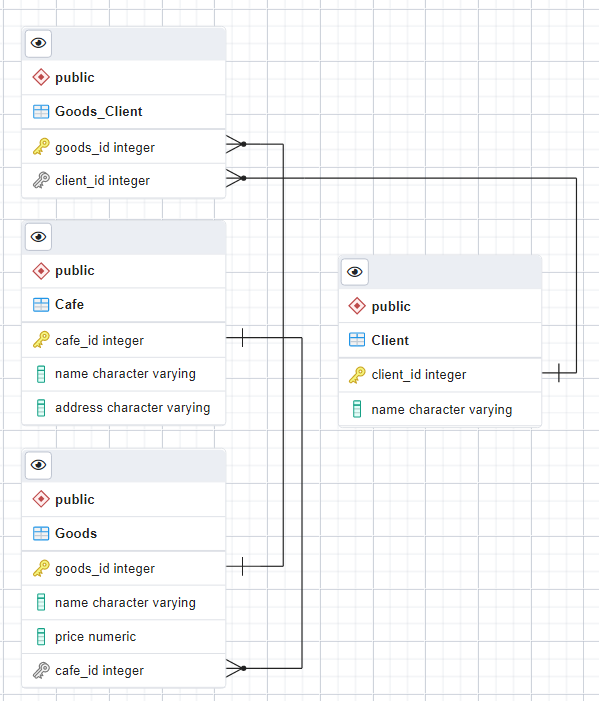 public
Goods_Client
goods_id integer
client_id integer
public
Cafe
cafe_id integer
name character varying
address character varying
public
Client
client_id integer
name character varying
public
Goods
goods_id integer
name character varying
price numeric
cafe_id integer